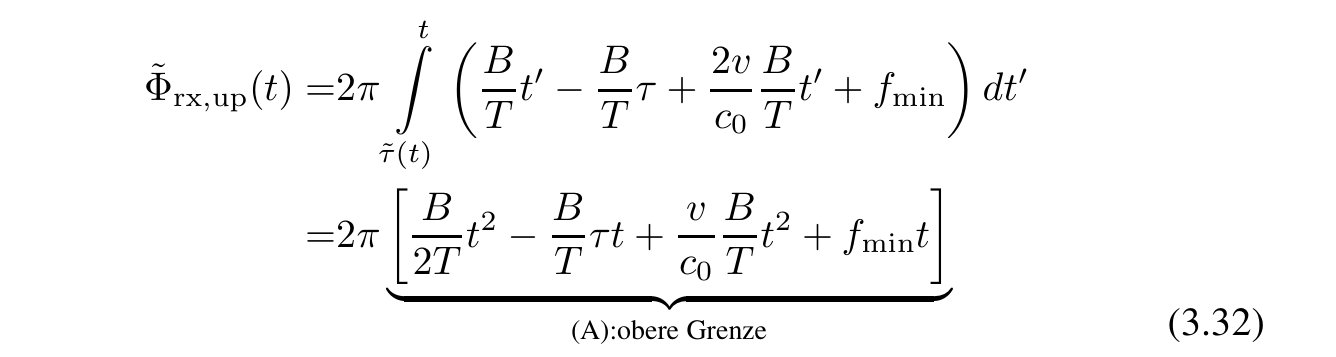 Φ̃rx,up(t) =2π ∫_{τ̃(t)}^{t} (B/T t′ − B/T τ + 2v/c₀ B/T t′ + fmin) dt′
=2π [B/2T t² − B/T τt + v/c₀ B/T t² + fmin t]
(A):obere Grenze
(3.32)